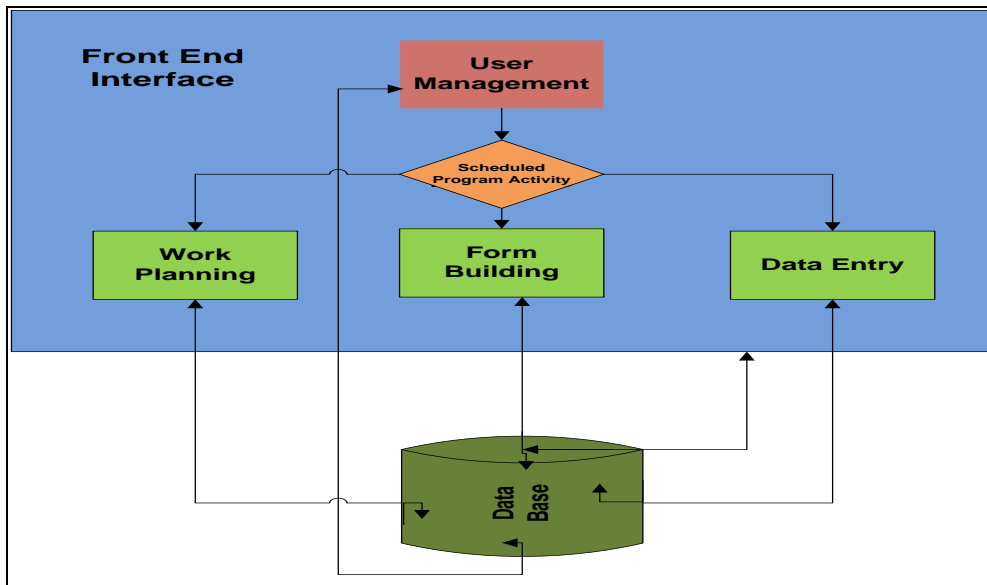 Front End
Interface
User
Management
Scheduled
Program Activity
Work
Planning
Form
Building
Data Entry
Data
Base